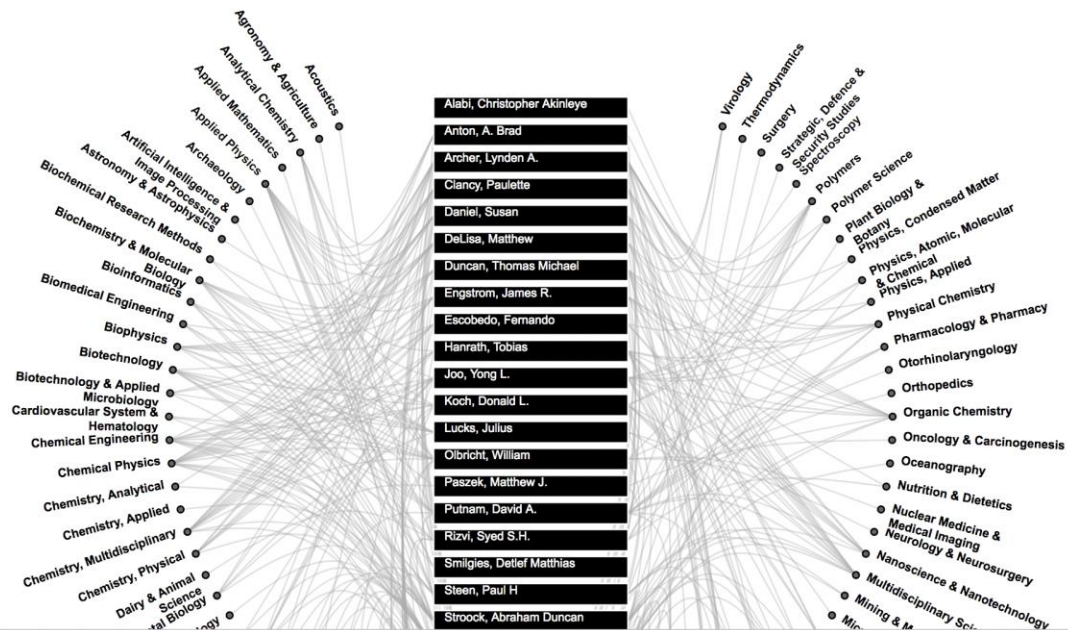 Acoustics
Agronomy & Agriculture
Analytical Chemistry
Applied Mathematics
Applied Physics
Archaeology
Artificial Intelligence &
Image Processing
Astronomy & Astrophysics
Biochemical Research Methods
Biochemistry & Molecular
Biology
Bioinformatics
Biomedical Engineering
Biophysics
Biotechnology
Biotechnology & Applied
Microbiology
Cardiovascular System &
Hematology
Chemical Engineering
Chemical Physics
Chemistry, Analytical
Chemistry, Applied
Chemistry, Multidisciplinary
Chemistry, Physical
Dairy & Animal
Science
Biology
Alabi, Christopher Akinleye
Anton, A. Brad
Archer, Lynden A.
Clancy, Paulette
Daniel, Susan
DeLisa, Matthew
Duncan, Thomas Michael
Engstrom, James R.
Escobedo, Fernando
Hanrath, Tobias
Joo, Yong L.
Koch, Donald L.
Lucks, Julius
Olbricht, William
Paszek, Matthew J.
Putnam, David A.
Rizvi, Syed S.H.
Smilgies, Detlef Matthias
Steen, Paul H
Stroock, Abraham Duncan
Virology
Thermodynamics
Surgery
Strategic, Defence &
Security Studies
Spectroscopy
Polymers
Polymer Science
Plant Biology &
Botany
Physics, Condensed Matter
Physics, Atomic, Molecular
& Chemical
Physics, Applied
Physical Chemistry
Pharmacology & Pharmacy
Otorhinolaryngology
Orthopedics
Organic Chemistry
Oncology & Carcinogenesis
Oceanography
Nutrition & Dietetics
Nuclear Medicine &
Medical Imaging
Neurology & Neurosurgery
Nanoscience & Nanotechnology
Multidisciplinary
Mining &